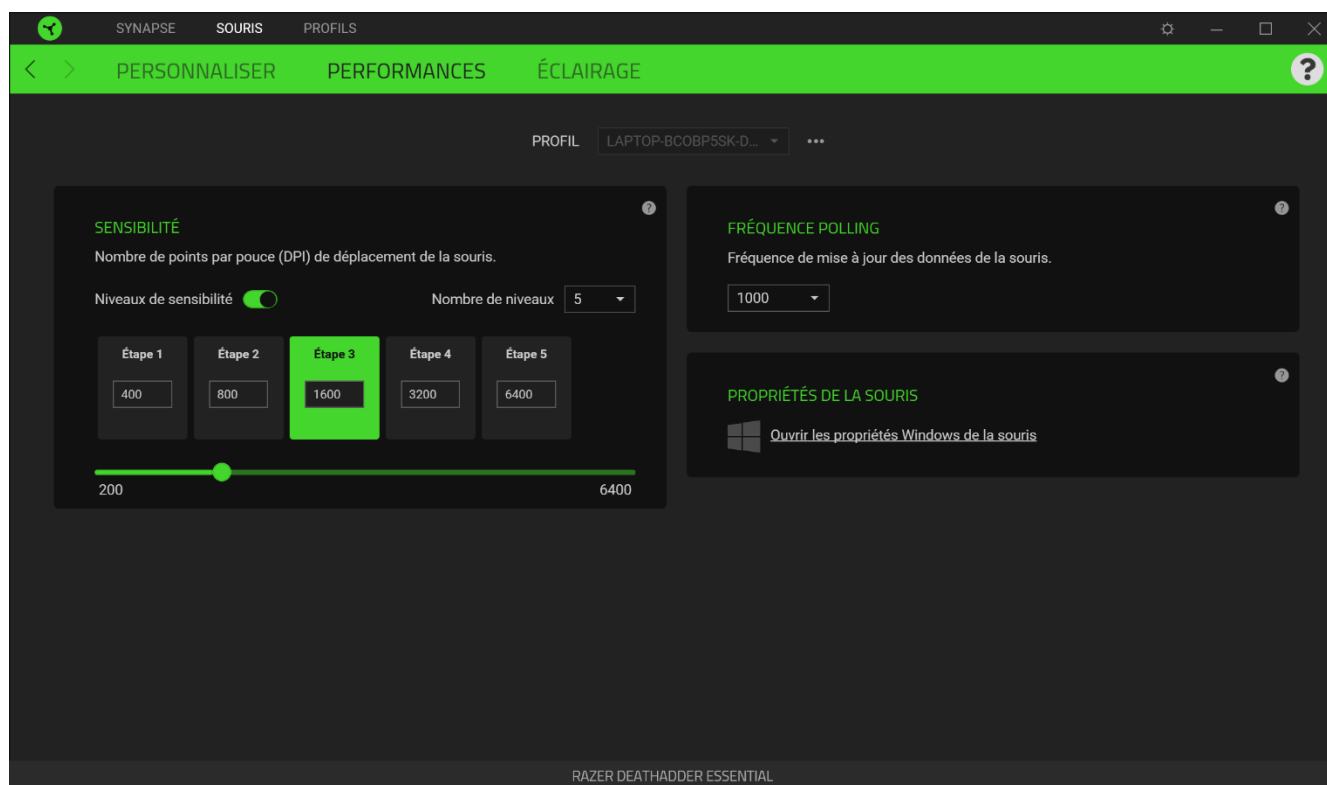 SYNAPSE SOURIS PROFILS
PERSONNALISER PERFORMANCES ÉCLAIRAGE ?
PROFIL LAPTOP-BCOBP5SK-D... •••
?
SENSIBILITÉ
Nombre de points par pouce (DPI) de déplacement de la souris.
Niveaux de sensibilité Nombre de niveaux 5
Étape 1 Étape 2 Étape 3 Étape 4 Étape 5
400 800 1600 3200 6400
200 6400
?
FRÉQUENCE POLLING
Fréquence de mise à jour des données de la souris.
1000
?
PROPRIÉTÉS DE LA SOURIS
Ouvrir les propriétés Windows de la souris
RAZER DEATHADDER ESSENTIAL